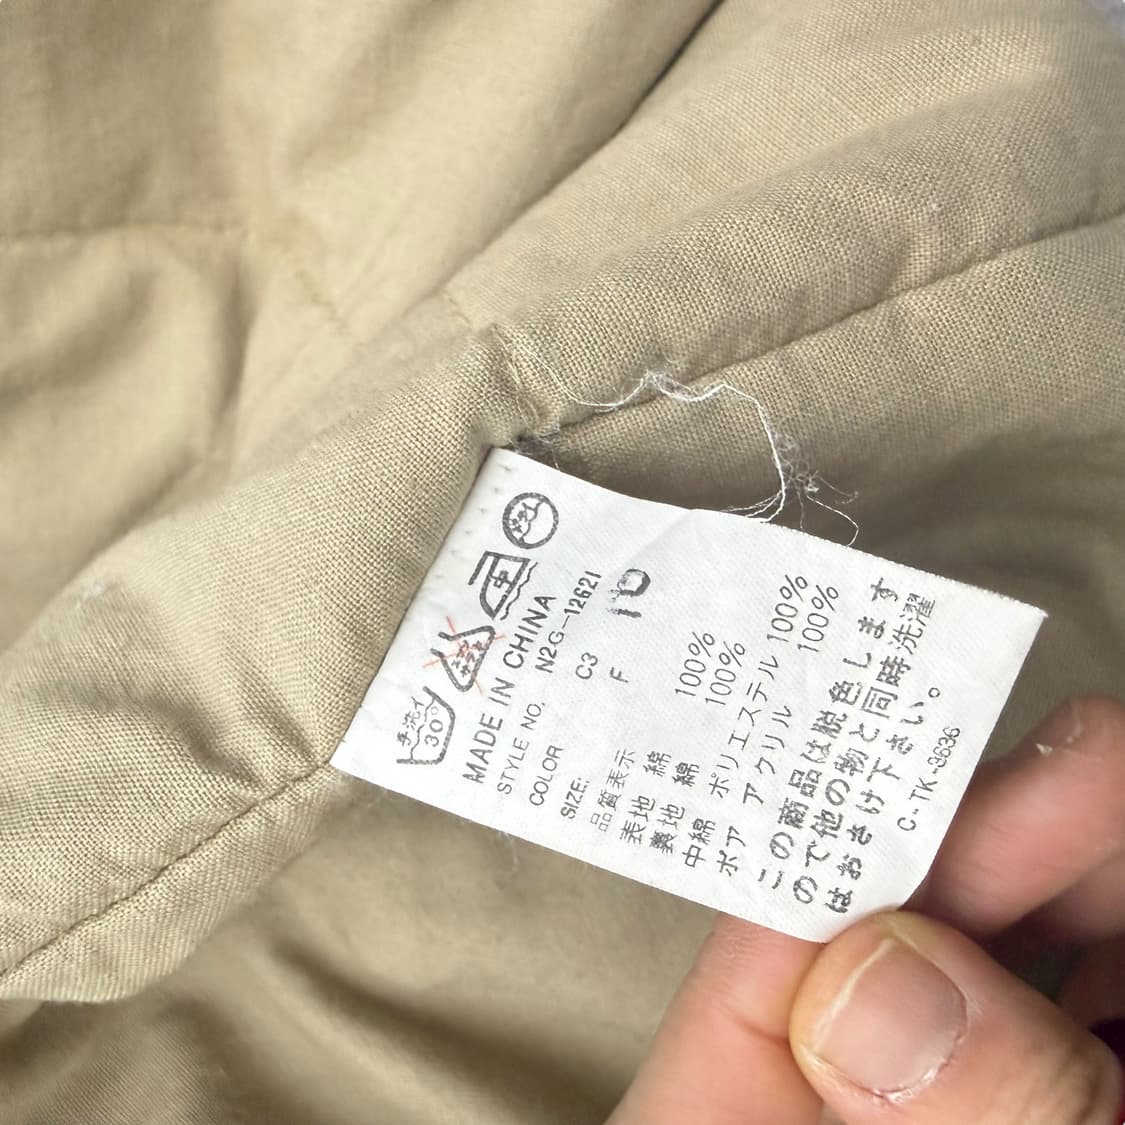 手洗イ
30
MADE IN CHINA
STYLE NO. N2G-12621
COLOR C3
SIZE: F
10
品質表示
表地 綿 100%
裏地 綿 100%
中綿 ポリエステル 100%
ボア アクリル 100%
この商品は脱色します
ので他の物と同時洗濯
はおさけ下さい。
C-TK-3636